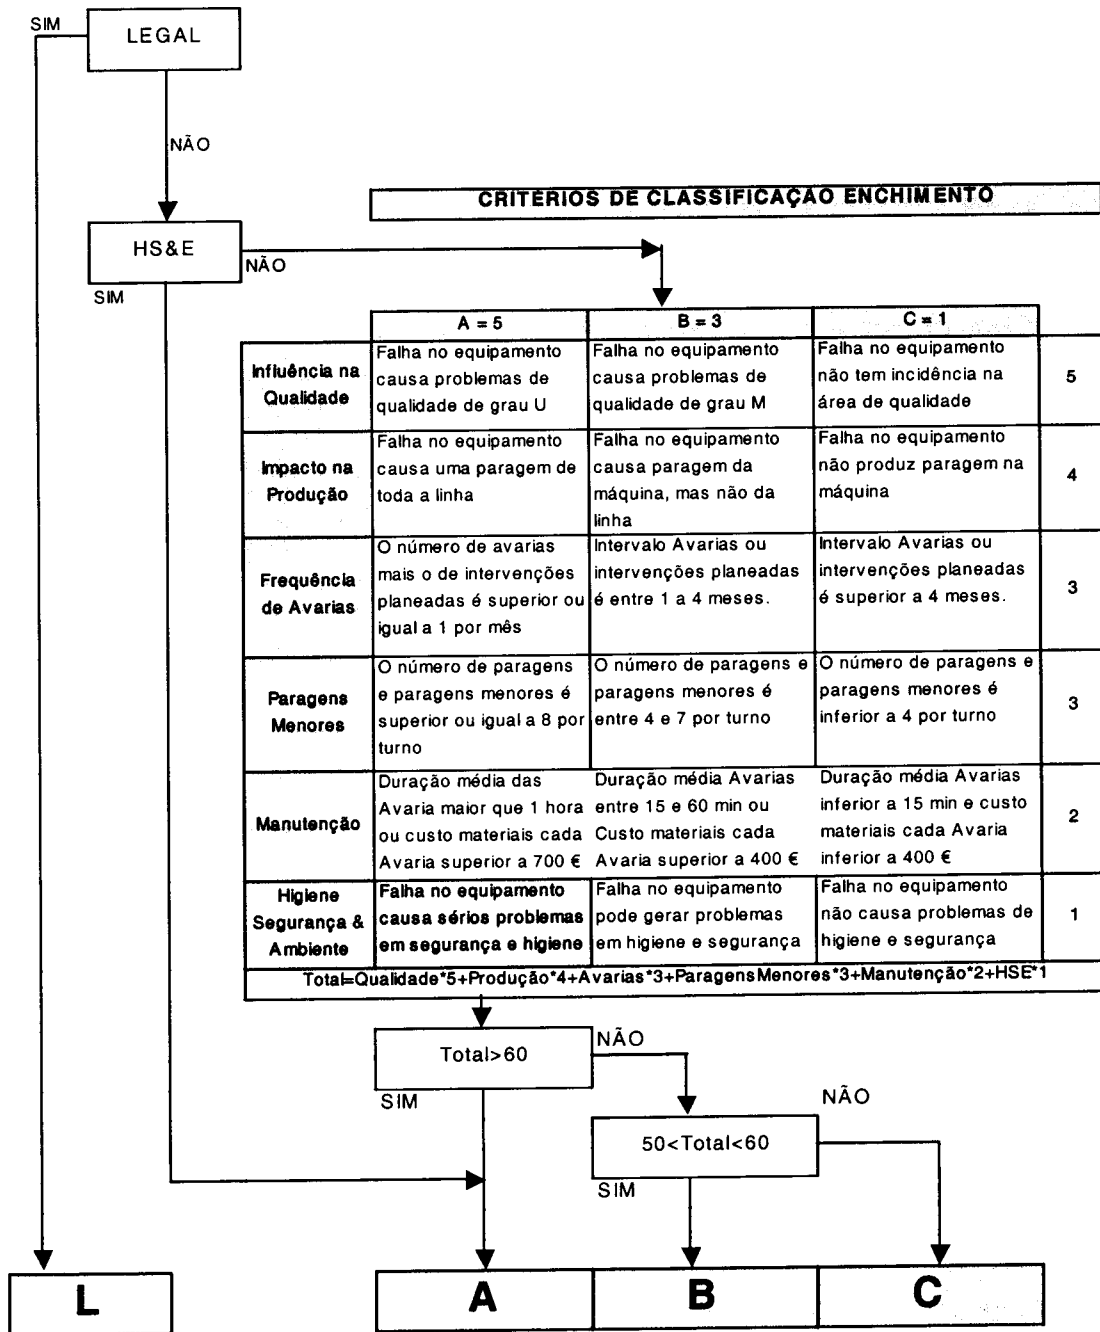 SIM
LEGAL
NÃO
CRITÉRIOS DE CLASSIFICAÇÃO ENCHIMENTO
HS&E
NÃO
SIM
A = 5
B = 3
C = 1
Influência na
Qualidade
Falha no equipamento
causa problemas de
qualidade de grau U
Falha no equipamento
causa problemas de
qualidade de grau M
Falha no equipamento
não tem incidência na
área de qualidade
5
Impacto na
Produção
Falha no equipamento
causa uma paragem de
toda a linha
Falha no equipamento
causa paragem da
máquina, mas não da
linha
Falha no equipamento
não produz paragem na
máquina
4
Frequência
de Avarias
O número de avarias
mais o de intervenções
planeadas é superior ou
igual a 1 por mês
Intervalo Avarias ou
intervenções planeadas
é entre 1 a 4 meses.
Intervalo Avarias ou
intervenções planeadas
é superior a 4 meses.
3
Paragens
Menores
O número de paragens
e paragens menores é
superior ou igual a 8 por
turno
O número de paragens e
paragens menores é
entre 4 e 7 por turno
O número de paragens e
paragens menores é
inferior a 4 por turno
3
Manutenção
Duração média das
Avaria maior que 1 hora
ou custo materiais cada
Avaria superior a 700 €
Duração média Avarias
entre 15 e 60 min ou
Custo materiais cada
Avaria superior a 400 €
Duração média Avarias
inferior a 15 min e custo
materiais cada Avaria
inferior a 400 €
2
Higiene
Segurança &
Ambiente
Falha no equipamento
causa sérios problemas
em segurança e higiene
Falha no equipamento
pode gerar problemas
em higiene e segurança
Falha no equipamento
não causa problemas de
higiene e segurança
1
Total=Qualidade*5+Produção*4+Avarias*3+ParagensMenores*3+Manutenção*2+HSE*1
Total>60
NÃO
SIM
NÃO
50<Total<60
SIM
L
A
B
C